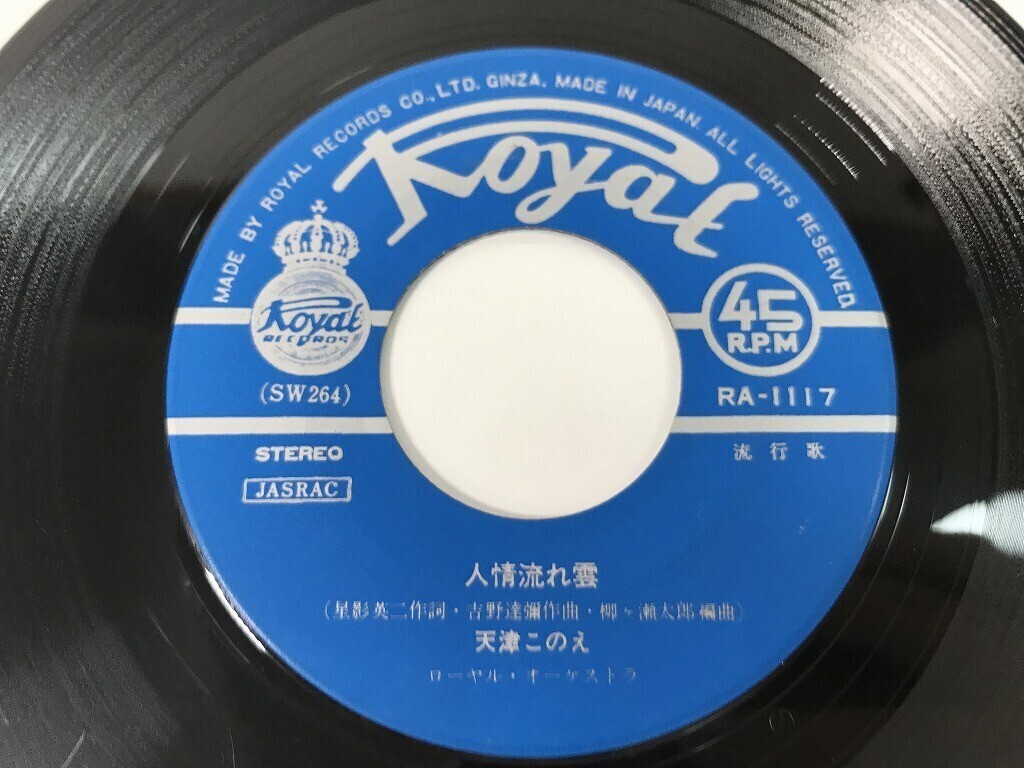 MADE BY ROYAL RECORDS CO., LTD. GINZA, MADE IN JAPAN. ALL LIGHTS RESERVED
Royal
Royal
RECORDS
45
R.P.M
(SW264)
RA-1117
STEREO
流行歌
JASRAC
人情流れ雲
(星影英二作詞・吉野達彌作曲・柳ヶ瀬太郎編曲)
天津このえ
ローヤル・オーケストラ